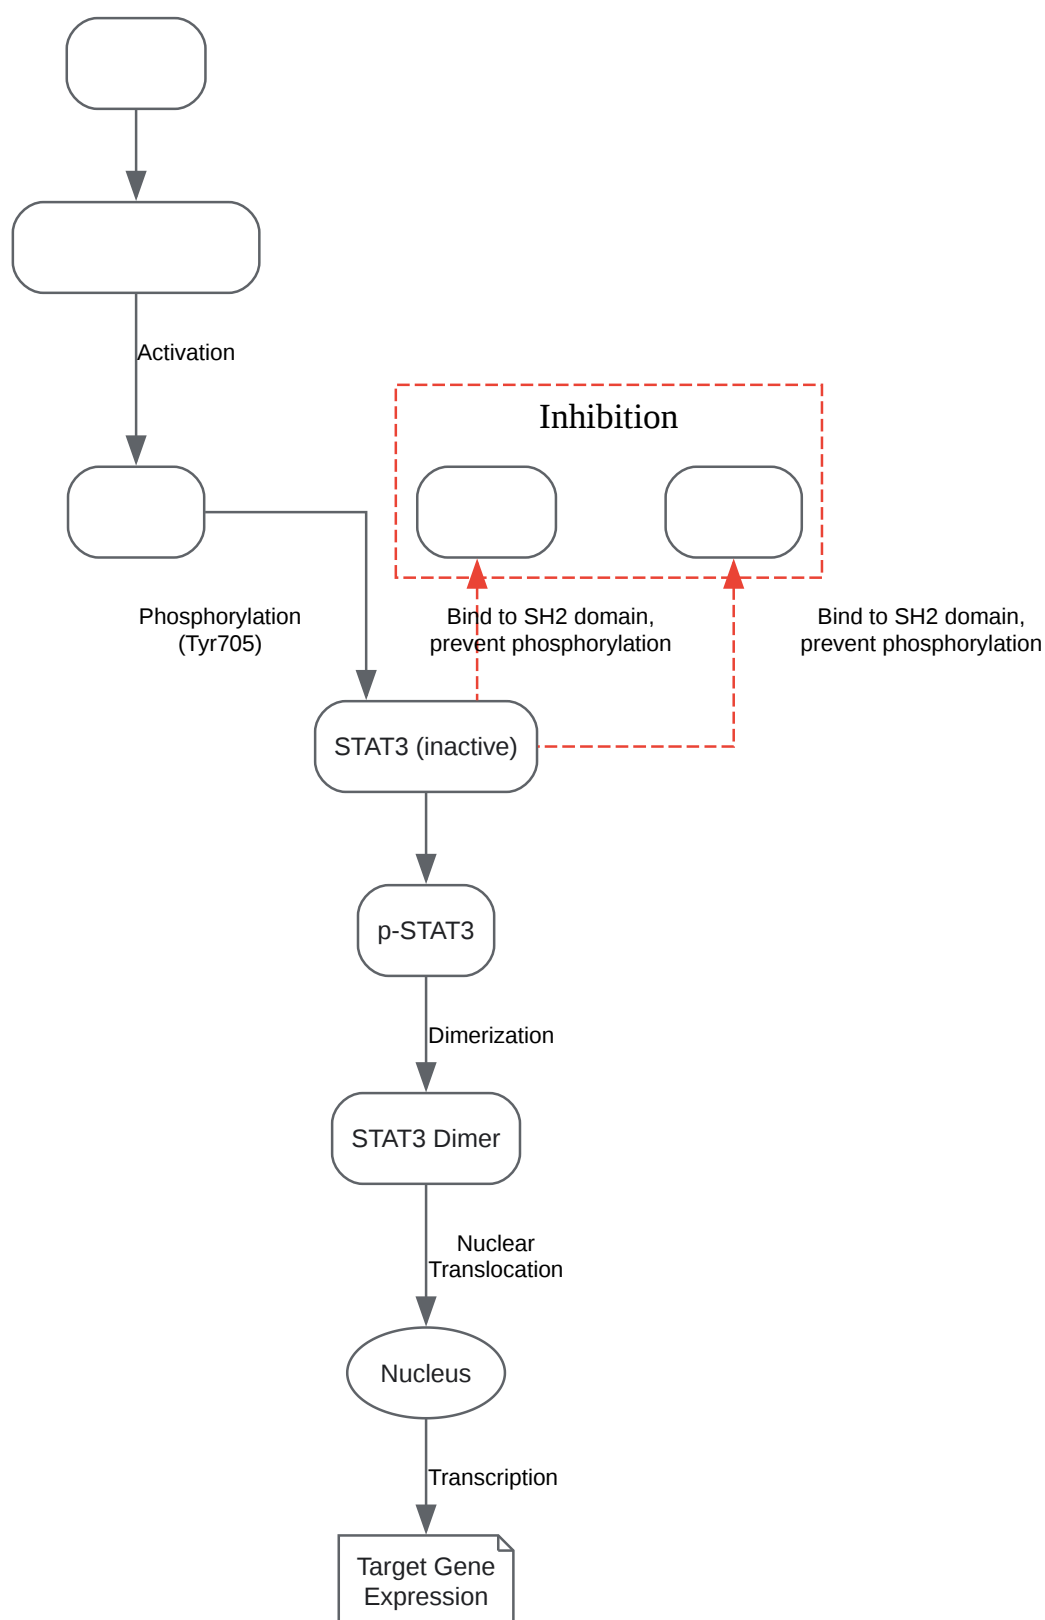 Activation
Inhibition
Phosphorylation
(Tyr705)
Bind to SH2 domain,
prevent phosphorylation
Bind to SH2 domain,
prevent phosphorylation
STAT3 (inactive)
p-STAT3
Dimerization
STAT3 Dimer
Nuclear
Translocation
Nucleus
Transcription
Target Gene
Expression